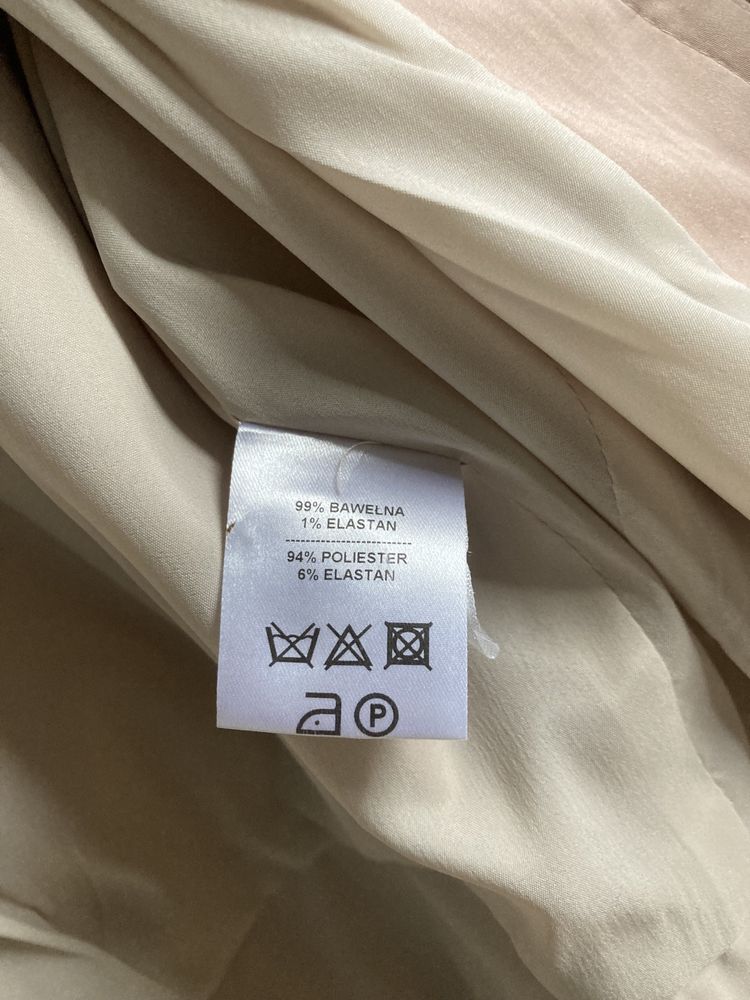 99% BAWEŁNA
1% ELASTAN
94% POLIESTER
6% ELASTAN
P